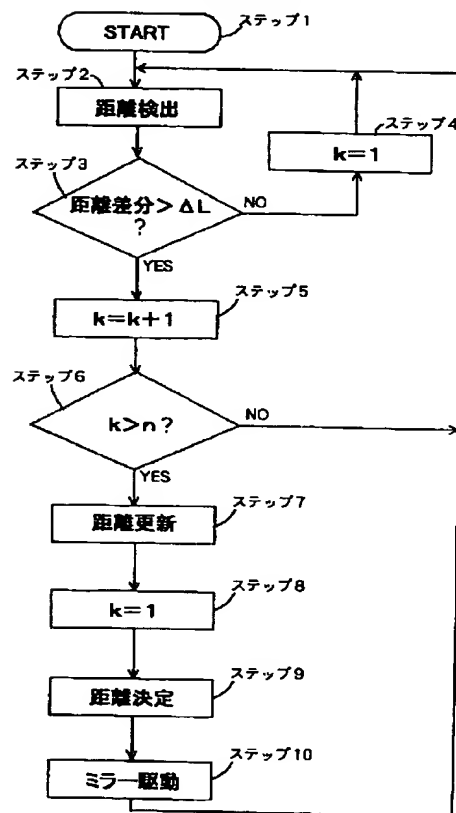 START
ステップ1
ステップ2
距離検出
ステップ4
k=1
ステップ3
距離差分>ΔL
?
NO
YES
ステップ5
k=k+1
ステップ6
k>n?
NO
YES
ステップ7
距離更新
ステップ8
k=1
ステップ9
距離決定
ステップ10
ミラー駆動